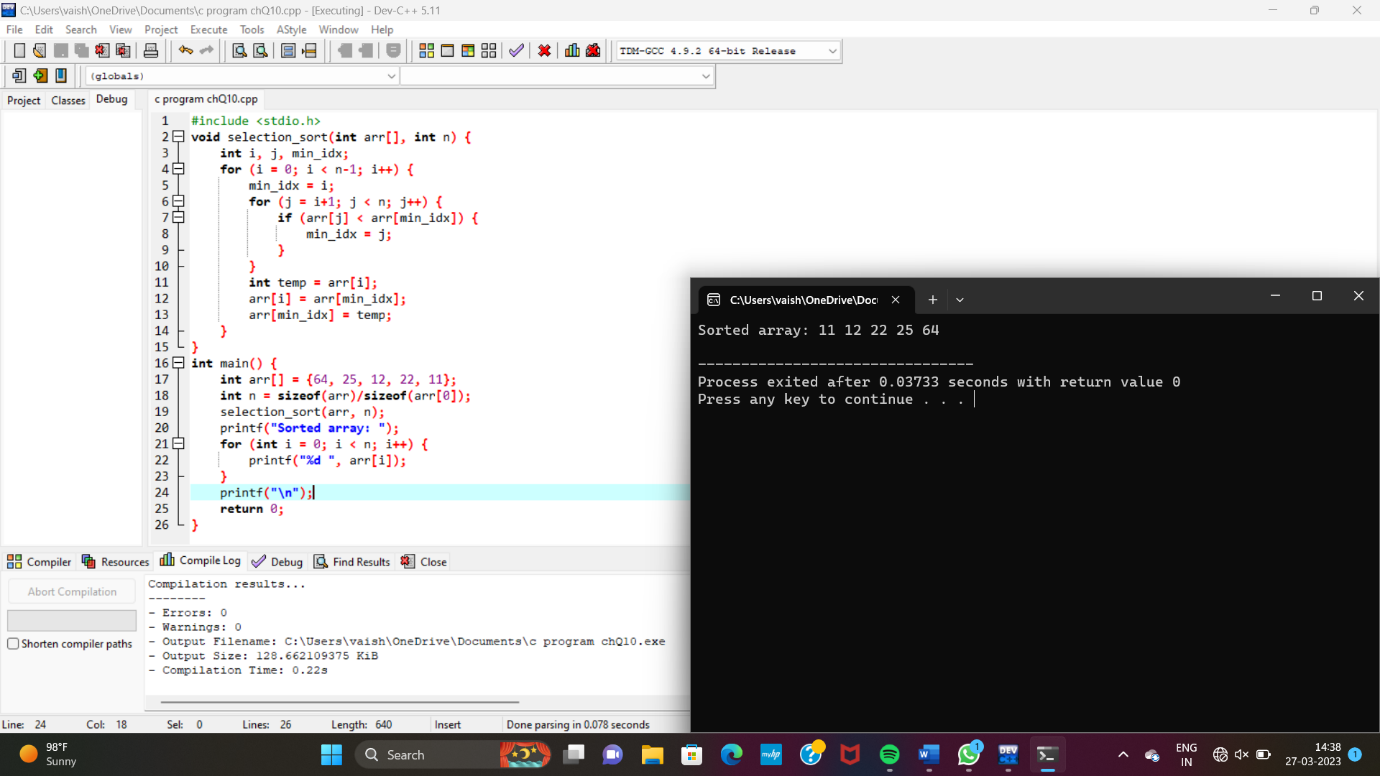 C:\Users\vaish\OneDrive\Documents\c program chQ10.cpp - [Executing] - Dev-C++ 5.11
File Edit Search View Project Execute Tools AStyle Window Help
TDM-GCC 4.9.2 64-bit Release
(globals)
Project Classes Debug
c program chQ10.cpp
1 #include <stdio.h>
2 void selection_sort(int arr[], int n) {
3 int i, j, min_idx;
4 for (i = 0; i < n-1; i++) {
5 min_idx = i;
6 for (j = i+1; j < n; j++) {
7 if (arr[j] < arr[min_idx]) {
8 min_idx = j;
9 }
10 }
11 int temp = arr[i];
12 arr[i] = arr[min_idx];
13 arr[min_idx] = temp;
14 }
15 }
16 int main() {
17 int arr[] = {64, 25, 12, 22, 11};
18 int n = sizeof(arr)/sizeof(arr[0]);
19 selection_sort(arr, n);
20 printf("Sorted array: ");
21 for (int i = 0; i < n; i++) {
22 printf("%d ", arr[i]);
23 }
24 printf("\n");
25 return 0;
26 }
C:\Users\vaish\OneDrive\Doc
Sorted array: 11 12 22 25 64
--------------------------------
Process exited after 0.03733 seconds with return value 0
Press any key to continue . . .
Compiler Resources Compile Log Debug Find Results Close
Abort Compilation
Shorten compiler paths
Compilation results...
--------
- Errors: 0
- Warnings: 0
- Output Filename: C:\Users\vaish\OneDrive\Documents\c program chQ10.exe
- Output Size: 128.662109375 KiB
- Compilation Time: 0.22s
Line: 24 Col: 18 Sel: 0 Lines: 26 Length: 640 Insert Done parsing in 0.078 seconds
98°F
Sunny
Search
myhp
W
1
DEV
ENG
IN
14:38
27-03-2023
1